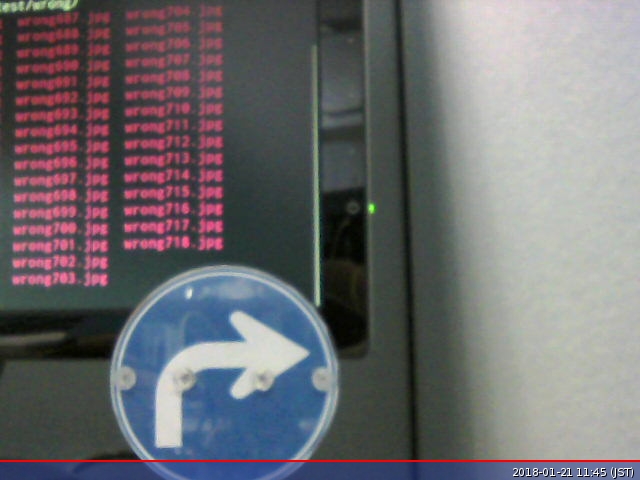 test/wrong)
wrong687.jpg wrong704.jpg
wrong688.jpg wrong705.jpg
wrong689.jpg wrong706.jpg
wrong690.jpg wrong707.jpg
wrong691.jpg wrong708.jpg
wrong692.jpg wrong709.jpg
wrong693.jpg wrong710.jpg
wrong694.jpg wrong711.jpg
wrong695.jpg wrong712.jpg
wrong696.jpg wrong713.jpg
wrong697.jpg wrong714.jpg
wrong698.jpg wrong715.jpg
wrong699.jpg wrong716.jpg
wrong700.jpg wrong717.jpg
wrong701.jpg wrong718.jpg
wrong702.jpg
wrong703.jpg
2018-01-21 11:45 (JST)